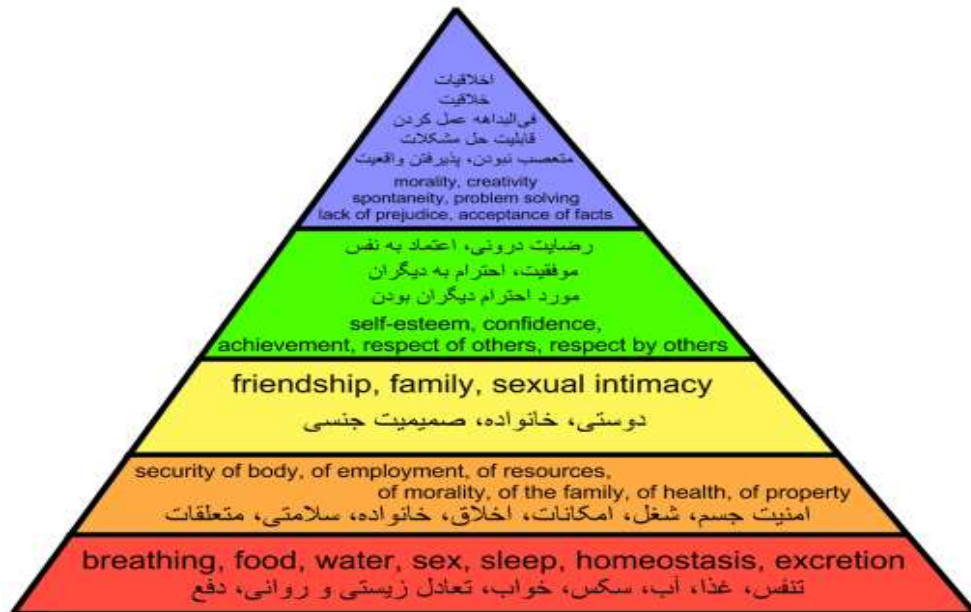 اخلاقیات
خلاقیت
فی‌البداهه عمل کردن
قابلیت حل مشکلات
متعصب نبودن، پذیرفتن واقعیت
morality, creativity
spontaneity, problem solving
lack of prejudice, acceptance of facts
رضایت درونی، اعتماد به نفس
موفقیت، احترام به دیگران
مورد احترام دیگران بودن
self-esteem, confidence,
achievement, respect of others, respect by others
friendship, family, sexual intimacy
دوستی، خانواده، صمیمیت جنسی
security of body, of employment, of resources,
of morality, of the family, of health, of property
امنیت جسم، شغل، امکانات، اخلاق، خانواده، سلامتی، متعلقات
breathing, food, water, sex, sleep, homeostasis, excretion
تنفس، غذا، آب، سکس، خواب، تعادل زیستی و روانی، دفع